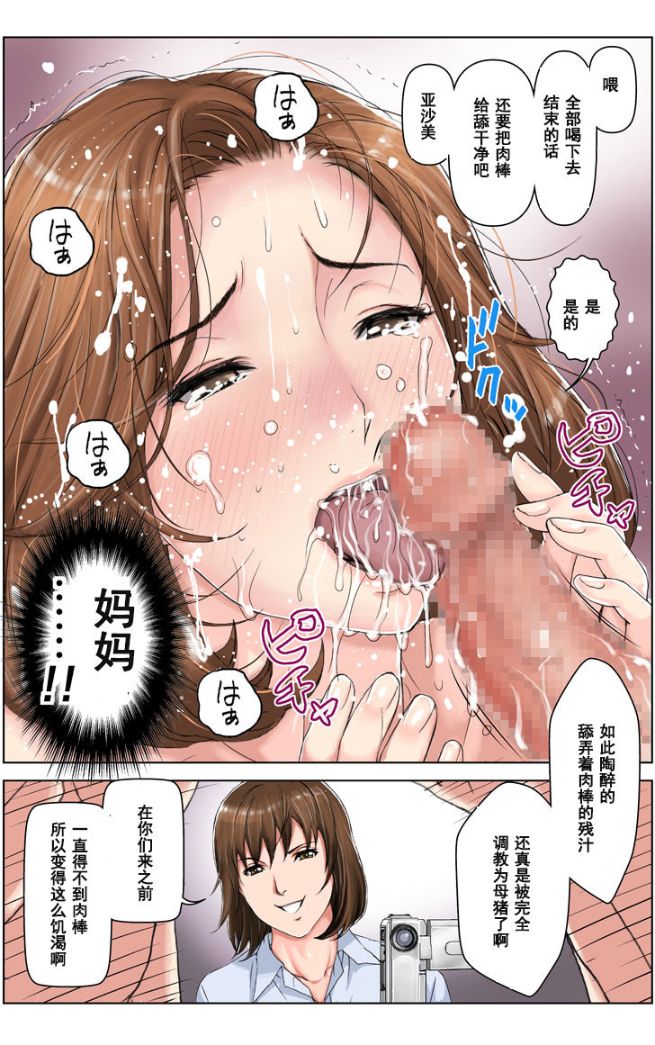 喂
全部喝下去
结束的话
还要把肉棒
给舔干净吧
亚沙美
はぁ
はぁ
はぁ
はぁ
是
是的
ドクッ
ピチャ
ピチャ
妈妈
……!!
如此陶醉的
舔弄着肉棒的残汁
还真是被完全
调教为母猪了啊
在你们来之前
一直得不到肉棒
所以变得这么饥渴啊